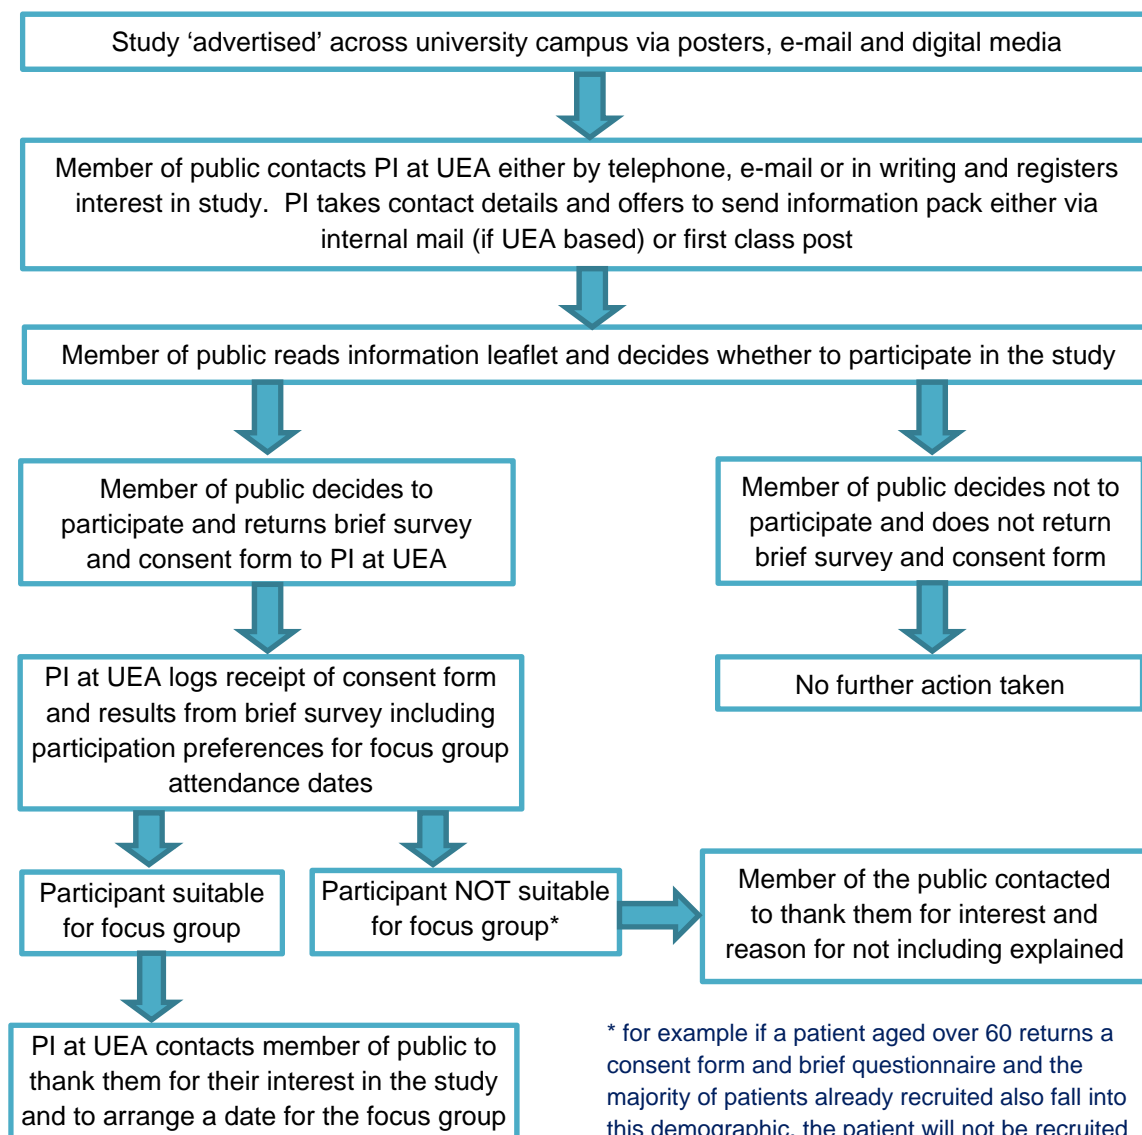 Study ‘advertised’ across university campus via posters, e-mail and digital media
Member of public contacts PI at UEA either by telephone, e-mail or in writing and registers
interest in study.  PI takes contact details and offers to send information pack either via
internal mail (if UEA based) or first class post
Member of public reads information leaflet and decides whether to participate in the study
Member of public decides to
participate and returns brief survey
and consent form to PI at UEA
Member of public decides not to
participate and does not return
brief survey and consent form
PI at UEA logs receipt of consent form
and results from brief survey including
participation preferences for focus group
attendance dates
No further action taken
Participant suitable
for focus group
Participant NOT suitable
for focus group*
Member of the public contacted
to thank them for interest and
reason for not including explained
PI at UEA contacts member of public to
thank them for their interest in the study
and to arrange a date for the focus group
* for example if a patient aged over 60 returns a
consent form and brief questionnaire and the
majority of patients already recruited also fall into
this demographic, the patient will not be recruited